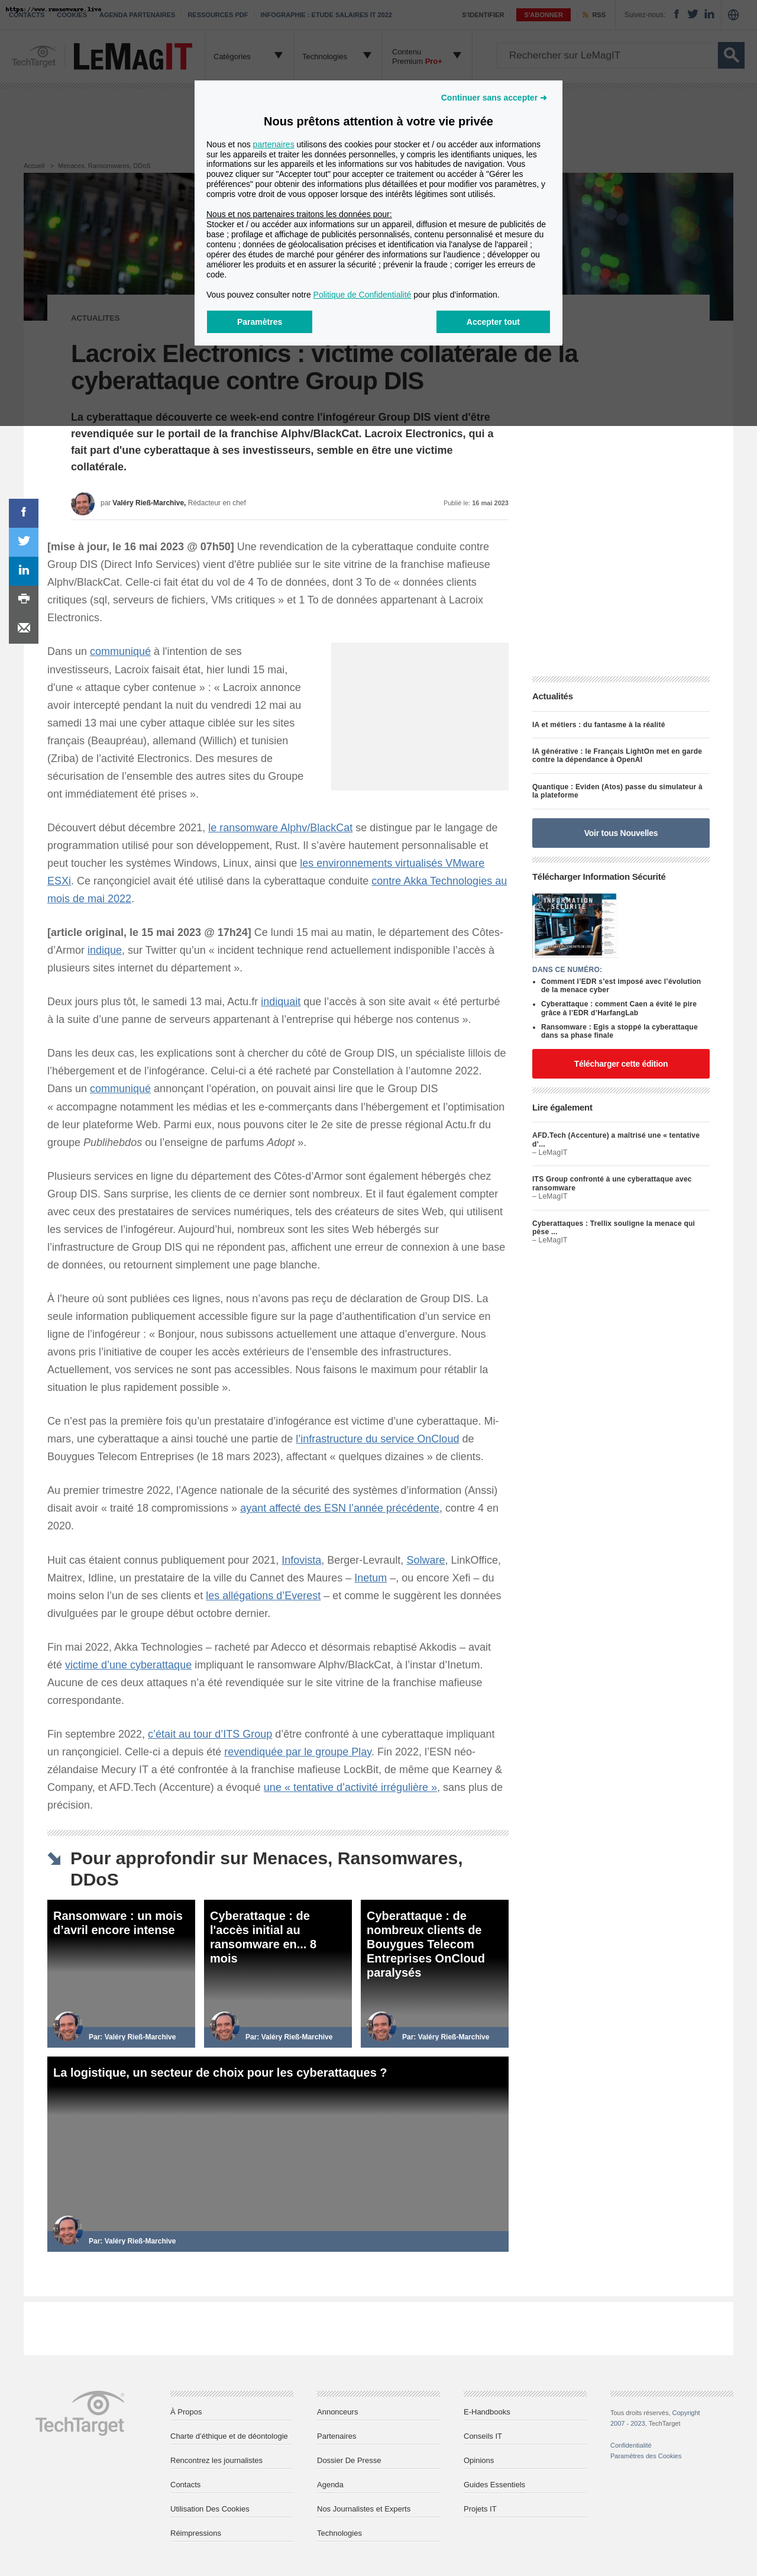 https://www.ransomware.live
CONTACTS COOKIES AGENDA PARTENAIRES RESSOURCES PDF INFOGRAPHIE : ETUDE SALAIRES IT 2022 S'IDENTIFIER S'ABONNER RSS Suivez-nous:
TechTarget LEMAGIT Catégories Technologies Contenu
Premium Pro+
Rechercher sur LeMagIT
Continuer sans accepter ➜
Nous prêtons attention à votre vie privée
Nous et nos partenaires utilisons des cookies pour stocker et / ou accéder aux informations
sur les appareils et traiter les données personnelles, y compris les identifiants uniques, les
informations sur les appareils et les informations sur vos habitudes de navigation. Vous
pouvez cliquer sur "Accepter tout" pour accepter ce traitement ou accéder à "Gérer les
préférences" pour obtenir des informations plus détaillées et pour modifier vos paramètres, y
compris votre droit de vous opposer lorsque des intérêts légitimes sont utilisés.
Nous et nos partenaires traitons les données pour:
Stocker et / ou accéder aux informations sur un appareil, diffusion et mesure de publicités de
base ; profilage et affichage de publicités personnalisés, contenu personnalisé et mesure du
contenu ; données de géolocalisation précises et identification via l'analyse de l'appareil ;
opérer des études de marché pour générer des informations sur l'audience ; développer ou
améliorer les produits et en assurer la sécurité ; prévenir la fraude ; corriger les erreurs de
code.
Vous pouvez consulter notre Politique de Confidentialité pour plus d'information.
Paramètres Accepter tout
Accueil > Menaces, Ransomwares, DDoS
ACTUALITES
Lacroix Electronics : victime collatérale de la
cyberattaque contre Group DIS
La cyberattaque découverte ce week-end contre l'infogéreur Group DIS vient d'être
revendiquée sur le portail de la franchise Alphv/BlackCat. Lacroix Electronics, qui a
fait part d'une cyberattaque à ses investisseurs, semble en être une victime
collatérale.
par Valéry Rieß-Marchive, Rédacteur en chef
Publié le: 16 mai 2023
[mise à jour, le 16 mai 2023 @ 07h50] Une revendication de la cyberattaque conduite contre
Group DIS (Direct Info Services) vient d'être publiée sur le site vitrine de la franchise mafieuse
Alphv/BlackCat. Celle-ci fait état du vol de 4 To de données, dont 3 To de « données clients
critiques (sql, serveurs de fichiers, VMs critiques » et 1 To de données appartenant à Lacroix
Electronics.
Dans un communiqué à l'intention de ses
investisseurs, Lacroix faisait état, hier lundi 15 mai,
d'une « attaque cyber contenue » : « Lacroix annonce
avoir intercepté pendant la nuit du vendredi 12 mai au
samedi 13 mai une cyber attaque ciblée sur les sites
français (Beaupréau), allemand (Willich) et tunisien
(Zriba) de l'activité Electronics. Des mesures de
sécurisation de l'ensemble des autres sites du Groupe
ont immédiatement été prises ».
Découvert début décembre 2021, le ransomware Alphv/BlackCat se distingue par le langage de
programmation utilisé pour son développement, Rust. Il s'avère hautement personnalisable et
peut toucher les systèmes Windows, Linux, ainsi que les environnements virtualisés VMware
ESXi. Ce rançongiciel avait été utilisé dans la cyberattaque conduite contre Akka Technologies au
mois de mai 2022.
[article original, le 15 mai 2023 @ 17h24] Ce lundi 15 mai au matin, le département des Côtes-
d'Armor indique, sur Twitter qu'un « incident technique rend actuellement indisponible l'accès à
plusieurs sites internet du département ».
Deux jours plus tôt, le samedi 13 mai, Actu.fr indiquait que l'accès à son site avait « été perturbé
à la suite d'une panne de serveurs appartenant à l'entreprise qui héberge nos contenus ».
Dans les deux cas, les explications sont à chercher du côté de Group DIS, un spécialiste lillois de
l'hébergement et de l'infogérance. Celui-ci a été racheté par Constellation à l'automne 2022.
Dans un communiqué annonçant l'opération, on pouvait ainsi lire que le Group DIS
« accompagne notamment les médias et les e-commerçants dans l'hébergement et l'optimisation
de leur plateforme Web. Parmi eux, nous pouvons citer le 2e site de presse régional Actu.fr du
groupe Publihebdos ou l'enseigne de parfums Adopt ».
Plusieurs services en ligne du département des Côtes-d'Armor sont également hébergés chez
Group DIS. Sans surprise, les clients de ce dernier sont nombreux. Et il faut également compter
avec ceux des prestataires de services numériques, tels des créateurs de sites Web, qui utilisent
les services de l'infogéreur. Aujourd'hui, nombreux sont les sites Web hébergés sur
l'infrastructure de Group DIS qui ne répondent pas, affichent une erreur de connexion à une base
de données, ou retournent simplement une page blanche.
À l'heure où sont publiées ces lignes, nous n'avons pas reçu de déclaration de Group DIS. La
seule information publiquement accessible figure sur la page d'authentification d'un service en
ligne de l'infogéreur : « Bonjour, nous subissons actuellement une attaque d'envergure. Nous
avons pris l'initiative de couper les accès extérieurs de l'ensemble des infrastructures.
Actuellement, vos services ne sont pas accessibles. Nous faisons le maximum pour rétablir la
situation le plus rapidement possible ».
Ce n'est pas la première fois qu'un prestataire d'infogérance est victime d'une cyberattaque. Mi-
mars, une cyberattaque a ainsi touché une partie de l'infrastructure du service OnCloud de
Bouygues Telecom Entreprises (le 18 mars 2023), affectant « quelques dizaines » de clients.
Au premier trimestre 2022, l'Agence nationale de la sécurité des systèmes d'information (Anssi)
disait avoir « traité 18 compromissions » ayant affecté des ESN l'année précédente, contre 4 en
2020.
Huit cas étaient connus publiquement pour 2021, Infovista, Berger-Levrault, Solware, LinkOffice,
Maitrex, Idline, un prestataire de la ville du Cannet des Maures – Inetum –, ou encore Xefi – du
moins selon l'un de ses clients et les allégations d'Everest – et comme le suggèrent les données
divulguées par le groupe début octobre dernier.
Fin mai 2022, Akka Technologies – racheté par Adecco et désormais rebaptisé Akkodis – avait
été victime d'une cyberattaque impliquant le ransomware Alphv/BlackCat, à l'instar d'Inetum.
Aucune de ces deux attaques n'a été revendiquée sur le site vitrine de la franchise mafieuse
correspondante.
Fin septembre 2022, c'était au tour d'ITS Group d'être confronté à une cyberattaque impliquant
un rançongiciel. Celle-ci a depuis été revendiquée par le groupe Play. Fin 2022, l'ESN néo-
zélandaise Mecury IT a été confrontée à la franchise mafieuse LockBit, de même que Kearney &
Company, et AFD.Tech (Accenture) a évoqué une « tentative d'activité irrégulière », sans plus de
précision.
Actualités
IA et métiers : du fantasme à la réalité
IA générative : le Français LightOn met en garde
contre la dépendance à OpenAI
Quantique : Eviden (Atos) passe du simulateur à
la plateforme
Voir tous Nouvelles
Télécharger Information Sécurité
INFORMATION
SÉCURITÉ
DANS CE NUMÉRO:
• Comment l'EDR s'est imposé avec l'évolution
de la menace cyber
• Cyberattaque : comment Caen a évité le pire
grâce à l'EDR d'HarfangLab
• Ransomware : Egis a stoppé la cyberattaque
dans sa phase finale
Télécharger cette édition
Lire également
AFD.Tech (Accenture) a maîtrisé une « tentative
d'...
– LeMagIT
ITS Group confronté à une cyberattaque avec
ransomware
– LeMagIT
Cyberattaques : Trellix souligne la menace qui
pèse ...
– LeMagIT
Pour approfondir sur Menaces, Ransomwares,
DDoS
Ransomware : un mois
d'avril encore intense
Par: Valéry Rieß-Marchive
Cyberattaque : de
l'accès initial au
ransomware en... 8
mois
Par: Valéry Rieß-Marchive
Cyberattaque : de
nombreux clients de
Bouygues Telecom
Entreprises OnCloud
paralysés
Par: Valéry Rieß-Marchive
La logistique, un secteur de choix pour les cyberattaques ?
Par: Valéry Rieß-Marchive
TechTarget
À Propos
Charte d'éthique et de déontologie
Rencontrez les journalistes
Contacts
Utilisation Des Cookies
Réimpressions
Annonceurs
Partenaires
Dossier De Presse
Agenda
Nos Journalistes et Experts
Technologies
E-Handbooks
Conseils IT
Opinions
Guides Essentiels
Projets IT
Tous droits réservés, Copyright
2007 - 2023, TechTarget
Confidentialité
Paramètres des Cookies